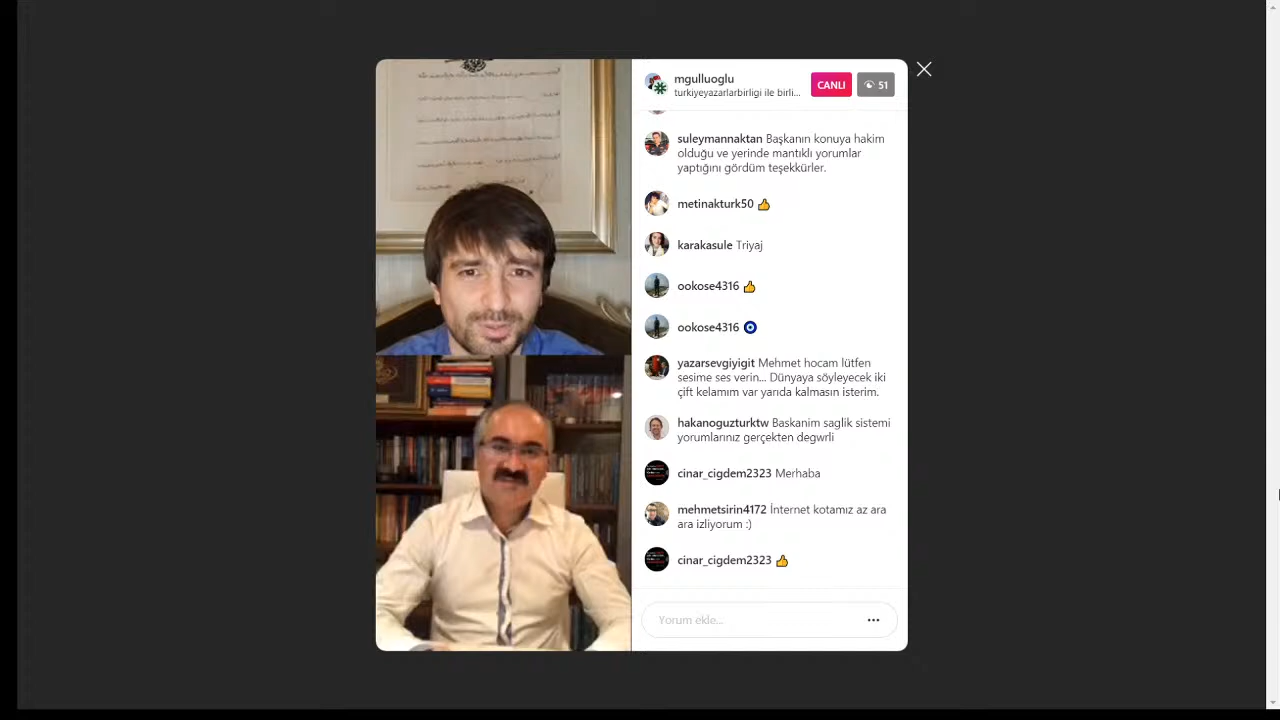 mgulluoglu
turkiyeyazarlarbirligi ile birli...
CANLI
51
suleymannaktan Başkanın konuya hakim
olduğu ve yerinde mantıklı yorumlar
yaptığını gördüm teşekkürler.
metinakturk50 👍
karakasule Triyaj
ookose4316 👍
ookose4316 🧿
yazarsevgiyigit Mehmet hocam lütfen
sesime ses verin... Dünyaya söyleyecek iki
çift kelamım var yarıda kalmasın isterim.
hakanoguzturktw Baskanim saglik sistemi
yorumlarınız gerçekten degwrli
cinar_cigdem2323 Merhaba
mehmetsirin4172 İnternet kotamız az ara
ara izliyorum :)
cinar_cigdem2323 👍
Yorum ekle...